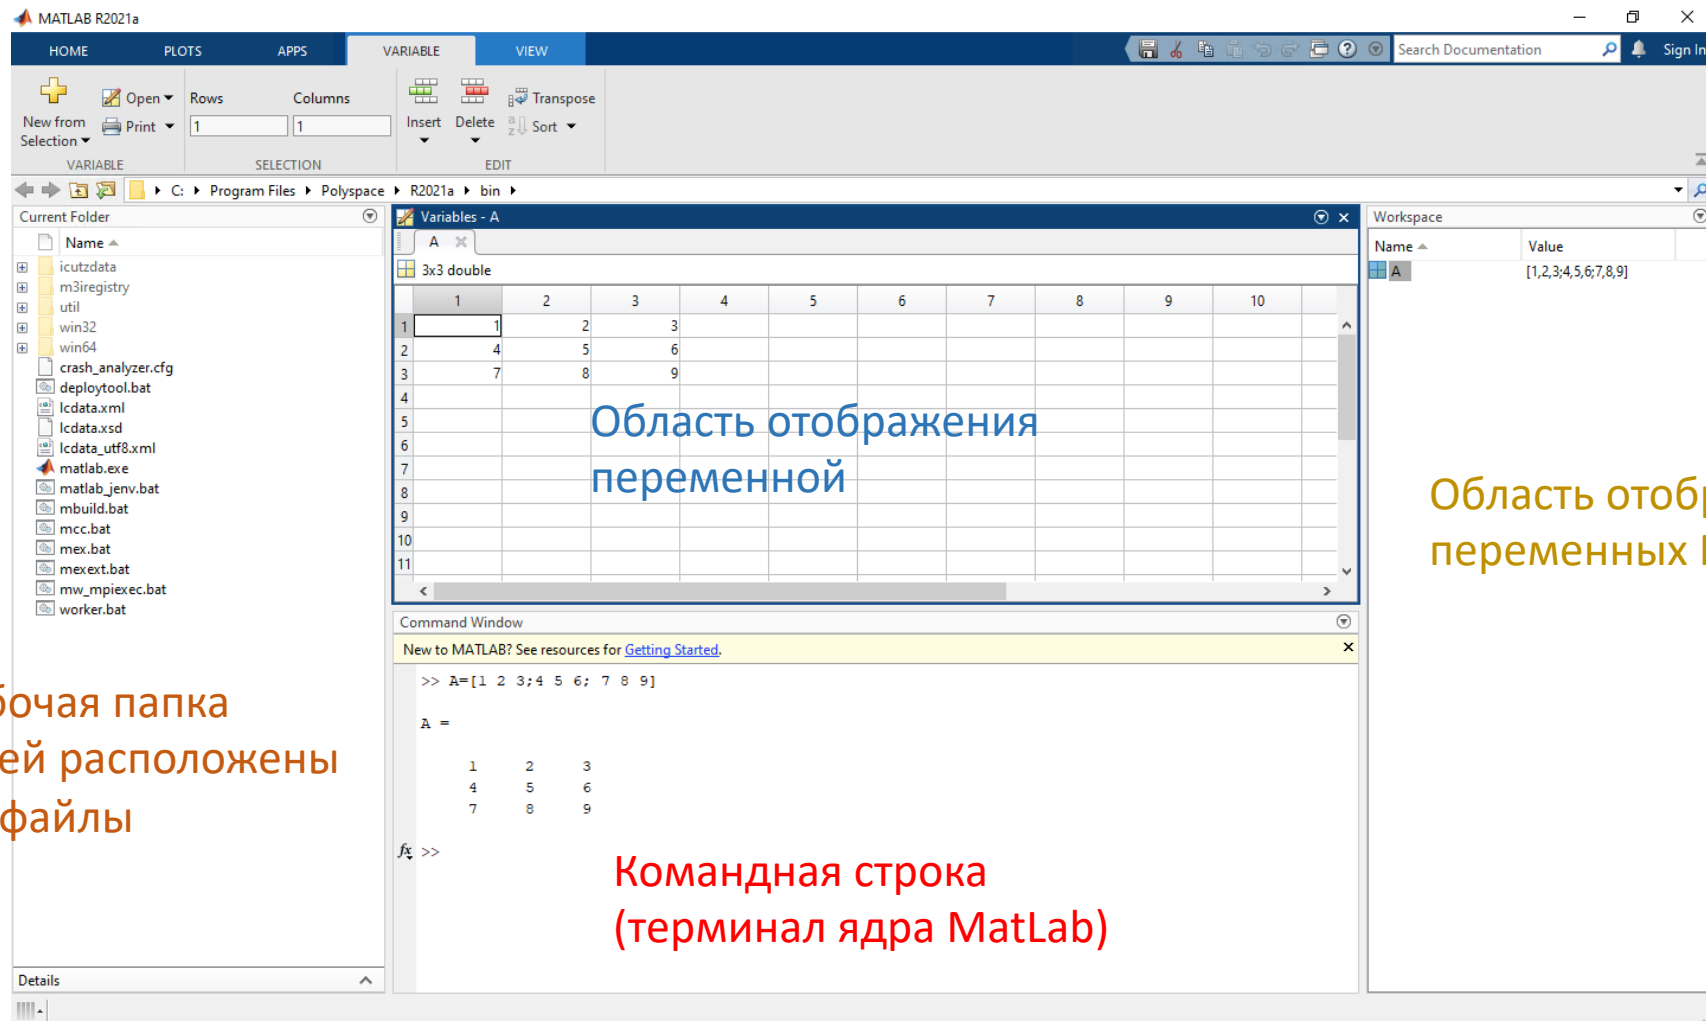 MATLAB R2021a
HOME PLOTS APPS VARIABLE VIEW Search Documentation Sign In
New from Selection Open Print Rows Columns Insert Delete Transpose Sort
1 1
VARIABLE SELECTION EDIT
C: Program Files Polyspace R2021a bin
Current Folder
Name
icutzdata
m3iregistry
util
win32
win64
crash_analyzer.cfg
deploytool.bat
lcdata.xml
lcdata.xsd
lcdata_utf8.xml
matlab.exe
matlab_jenv.bat
mbuild.bat
mcc.bat
mex.bat
mexext.bat
mw_mpiexec.bat
worker.bat
папка
расположены
файлы
Details
Variables - A
A
3x3 double
1 2 3 4 5 6 7 8 9 10
1 1 2 3
2 4 5 6
3 7 8 9
4
5
6
7
8
9
10
11
Область отображения
переменной
Command Window
New to MATLAB? See resources for Getting Started.
>> A=[1 2 3;4 5 6; 7 8 9]
A =
1 2 3
4 5 6
7 8 9
fx >>
Командная строка
(терминал ядра MatLab)
Workspace
Name Value
A [1,2,3;4,5,6;7,8,9]
Область
переменных